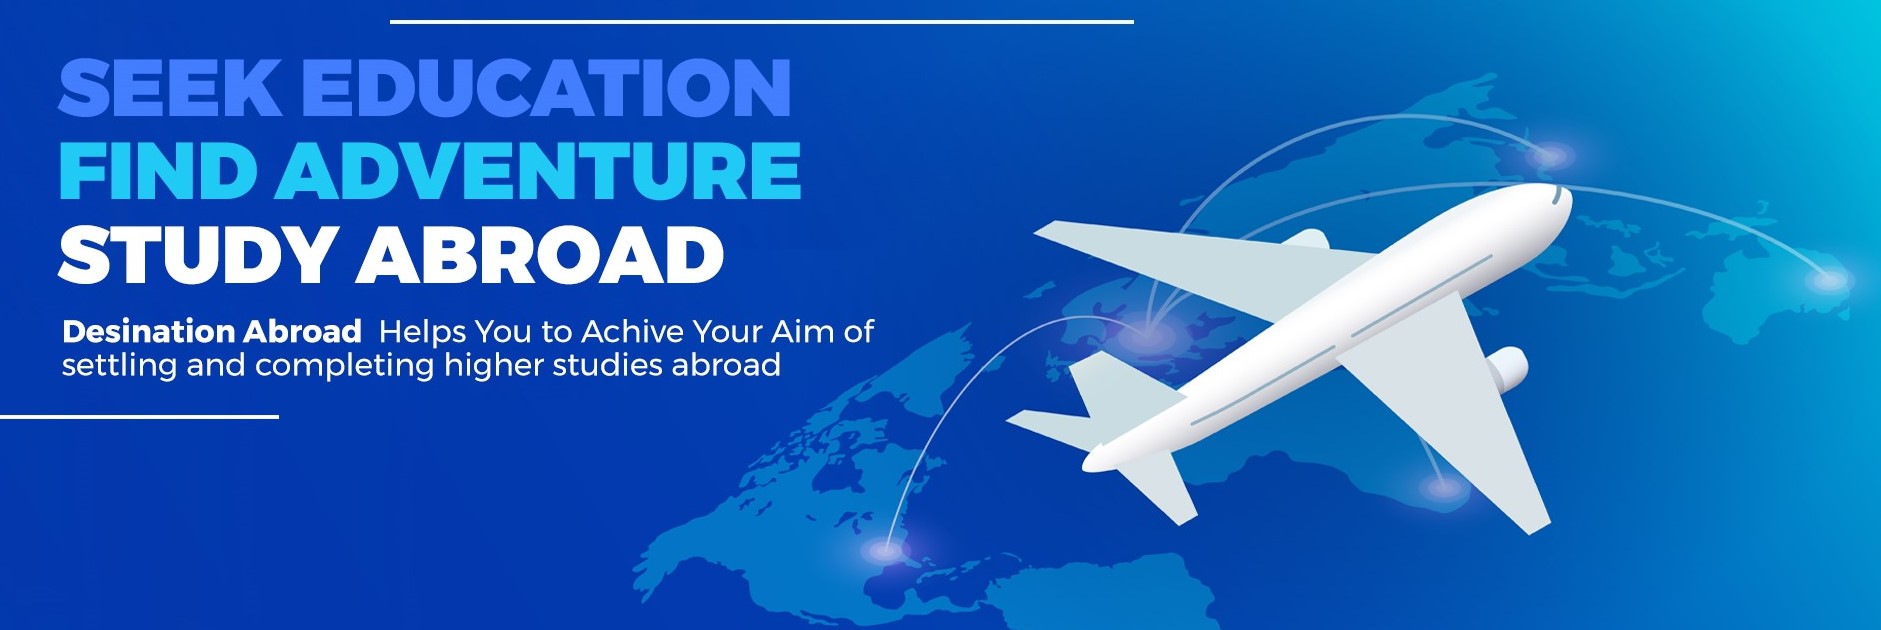 SEEK EDUCATION
FIND ADVENTURE
STUDY ABROAD
Desination Abroad Helps You to Achive Your Aim of
settling and completing higher studies abroad